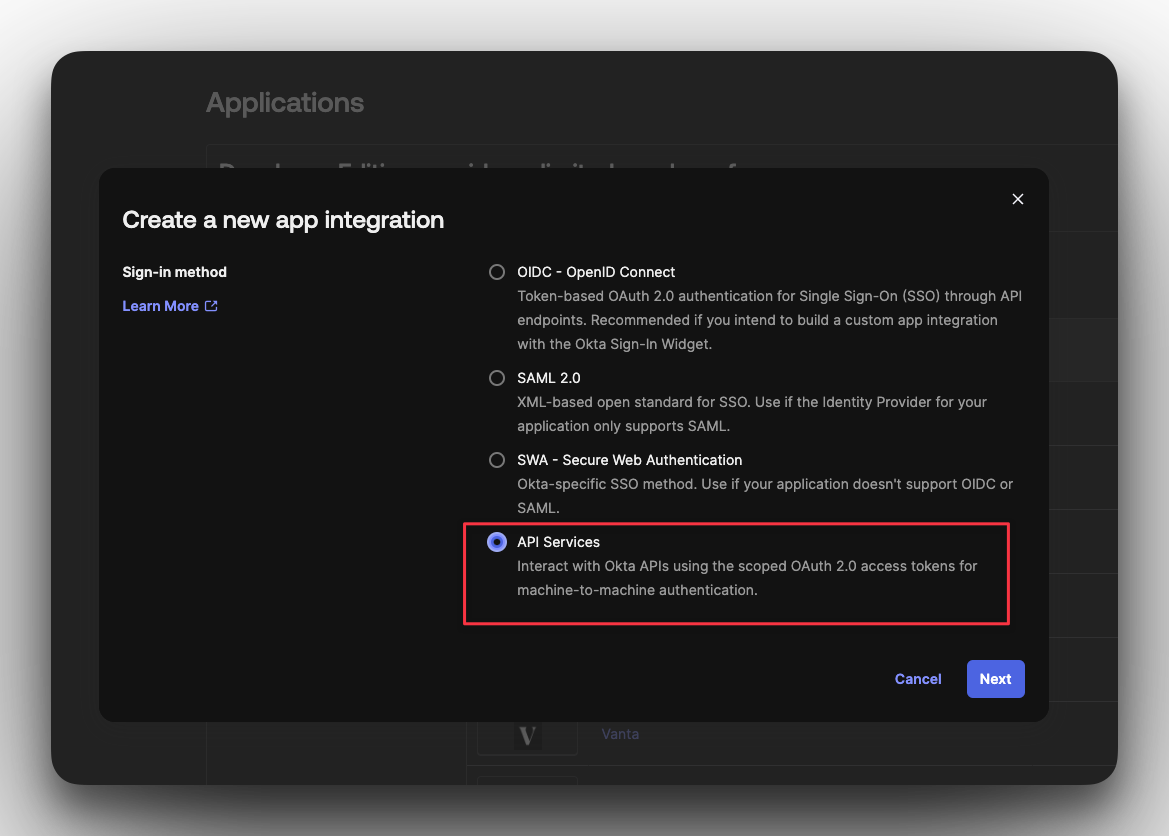 Applications
Create a new app integration
Sign-in method
Learn More
OIDC - OpenID Connect
Token-based OAuth 2.0 authentication for Single Sign-On (SSO) through API
endpoints. Recommended if you intend to build a custom app integration
with the Okta Sign-In Widget.
SAML 2.0
XML-based open standard for SSO. Use if the Identity Provider for your
application only supports SAML.
SWA - Secure Web Authentication
Okta-specific SSO method. Use if your application doesn't support OIDC or
SAML.
API Services
Interact with Okta APIs using the scoped OAuth 2.0 access tokens for
machine-to-machine authentication.
Cancel
Next
V
Vanta